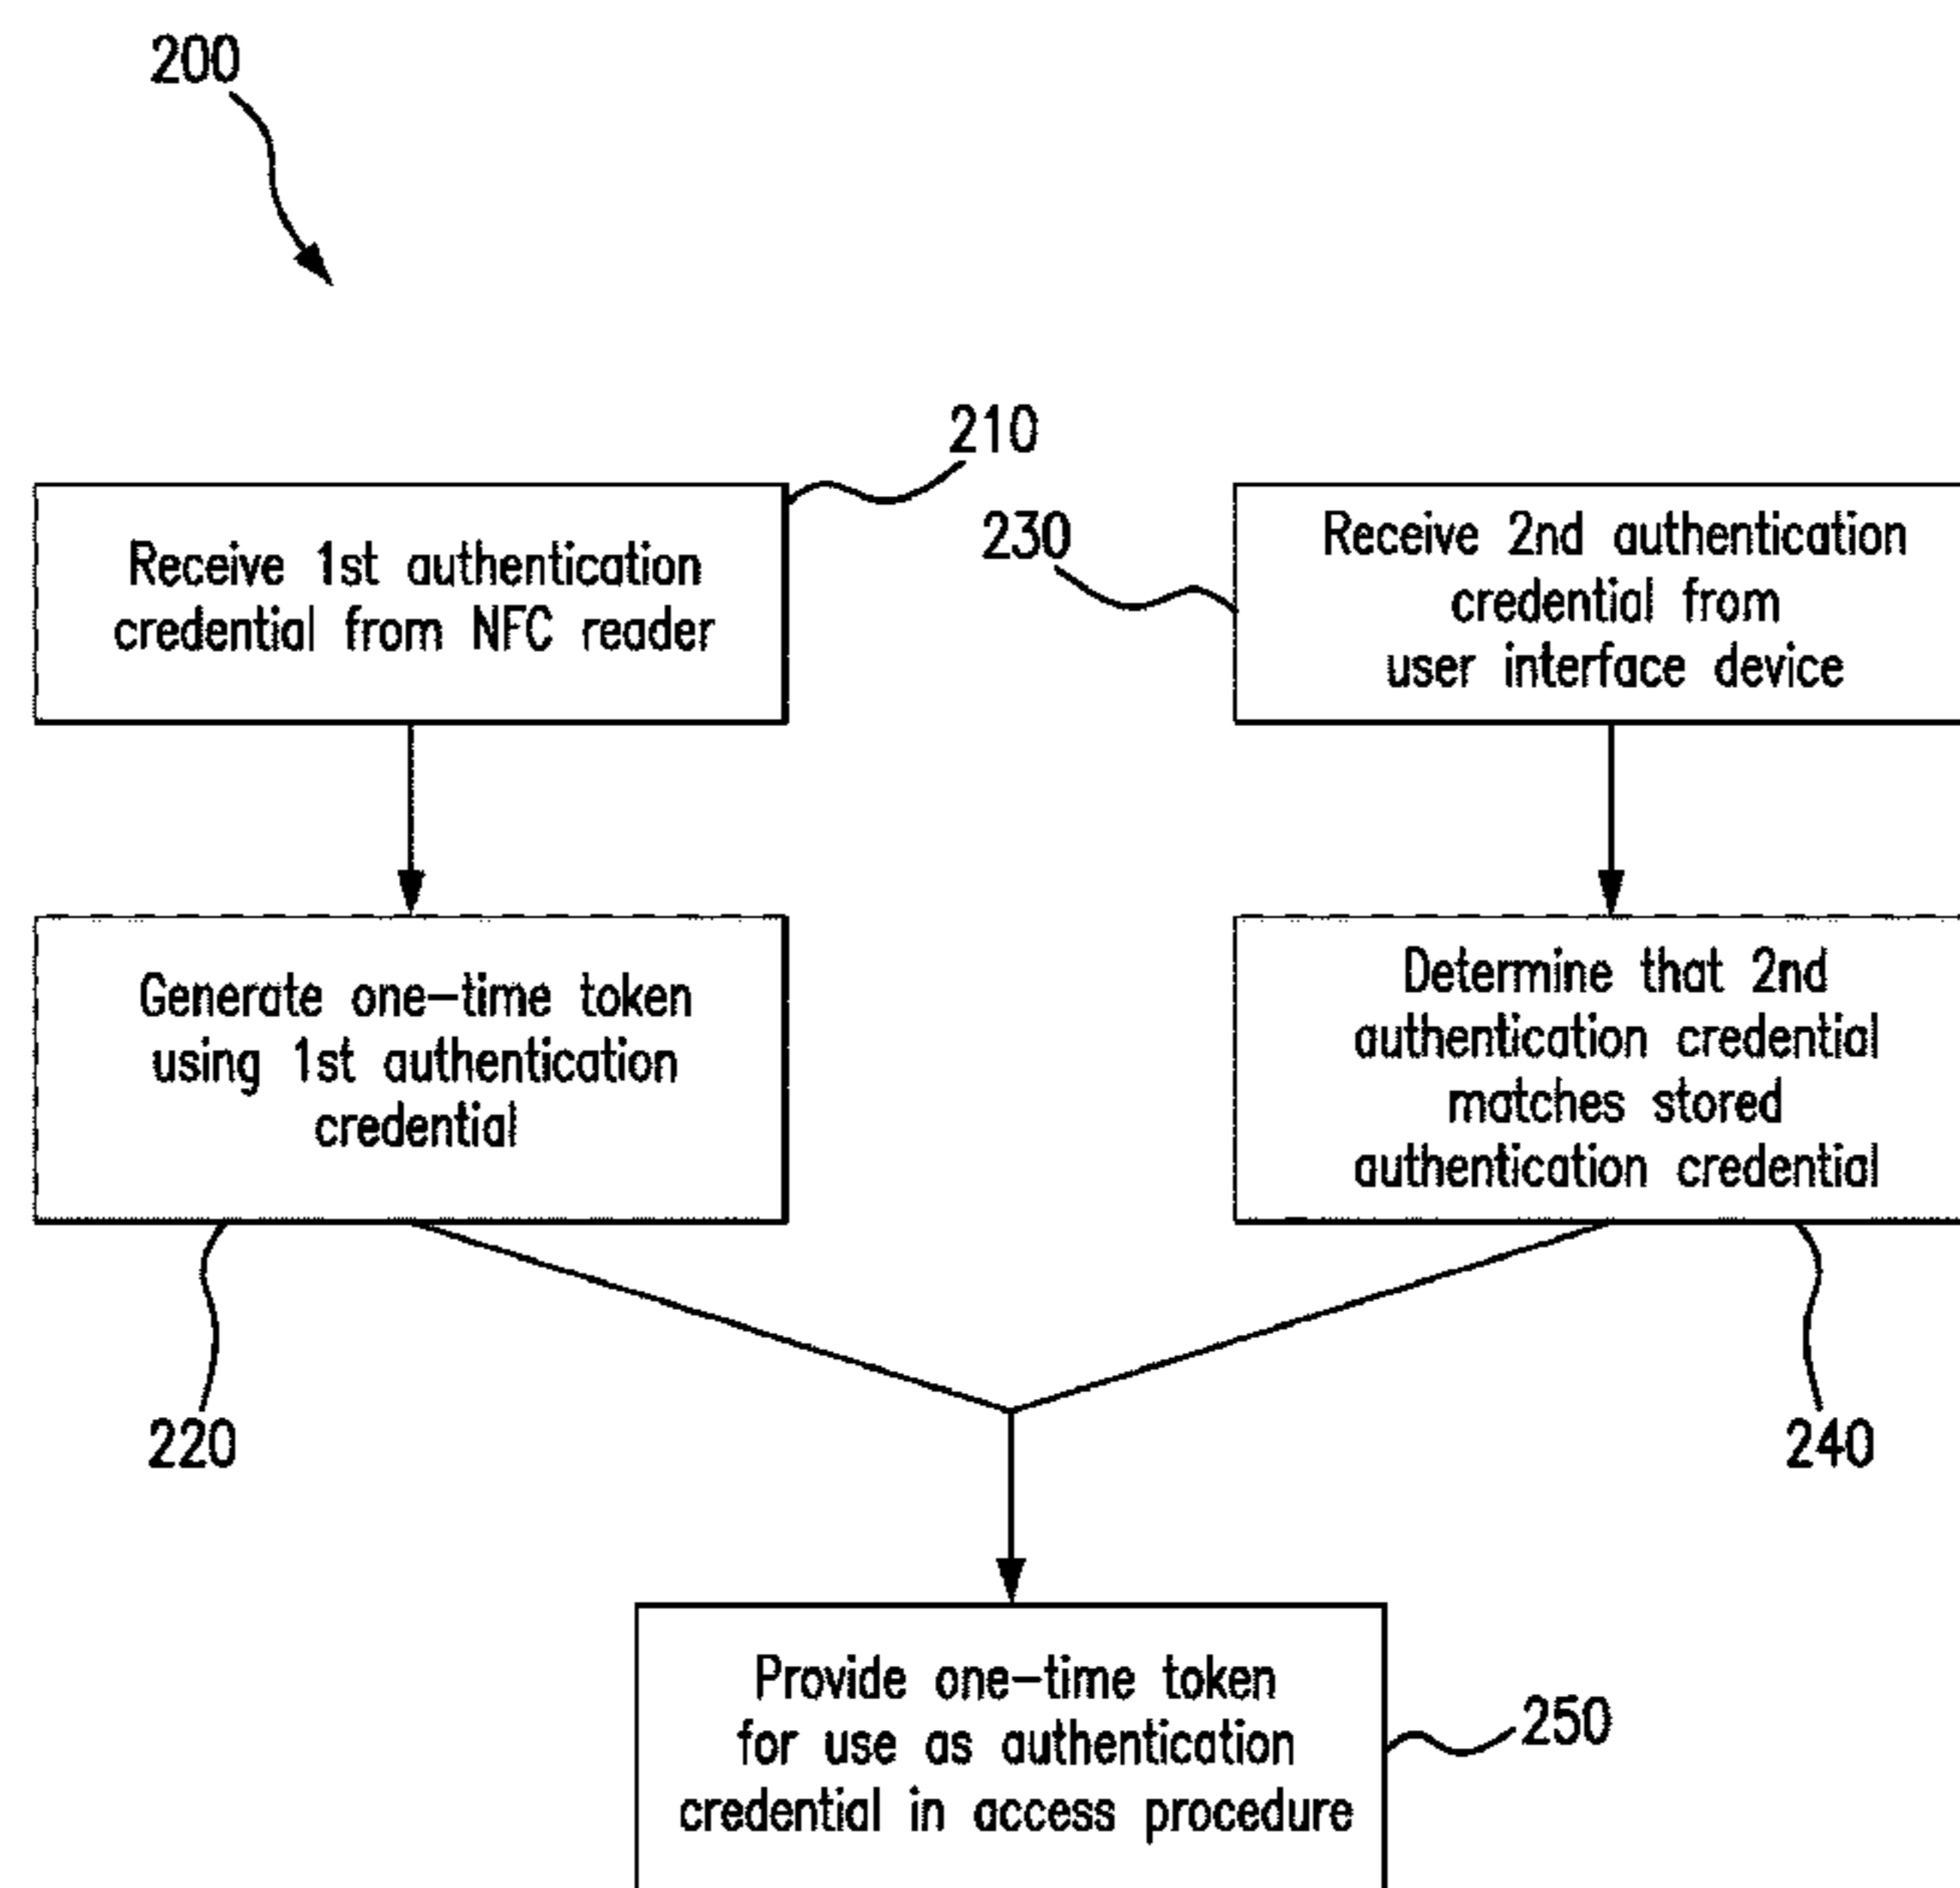 200
210
Receive 1st authentication
credential from NFC reader
230
Receive 2nd authentication
credential from
user interface device
Generate one-time token
using 1st authentication
credential
Determine that 2nd
authentication credential
matches stored
authentication credential
220
240
Provide one-time token
for use as authentication
credential in access procedure
250